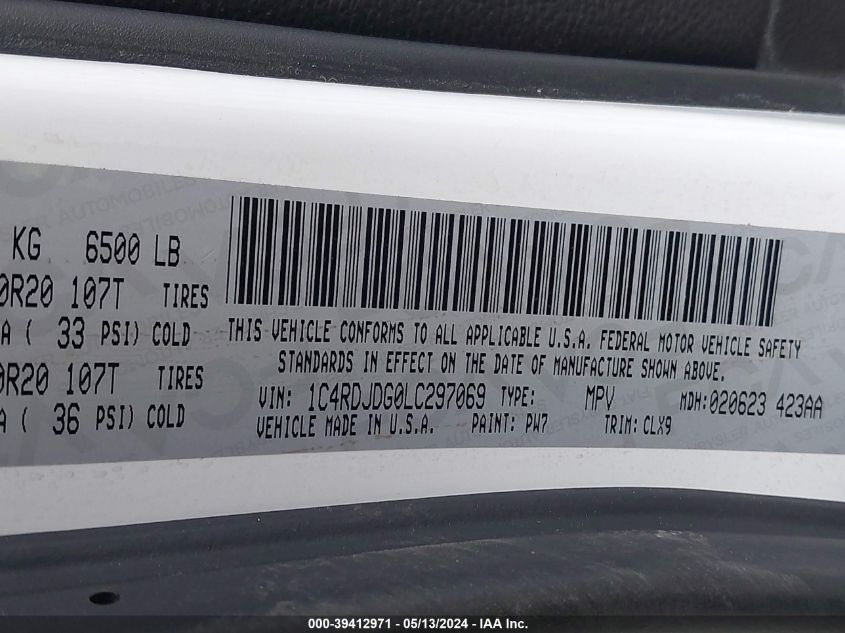 KG 6500 LB
0R20 107T TIRES
A ( 33 PSI) COLD
0R20 107T TIRES
A ( 36 PSI) COLD
THIS VEHICLE CONFORMS TO ALL APPLICABLE U.S.A. FEDERAL MOTOR VEHICLE SAFETY
STANDARDS IN EFFECT ON THE DATE OF MANUFACTURE SHOWN ABOVE.
VIN: 1C4RDJDG0LC297069 TYPE: MPV MDH:020623 423AA
VEHICLE MADE IN U.S.A. PAINT: PW7 TRIM: CLX9
000-39412971 - 05/13/2024 - IAA Inc.